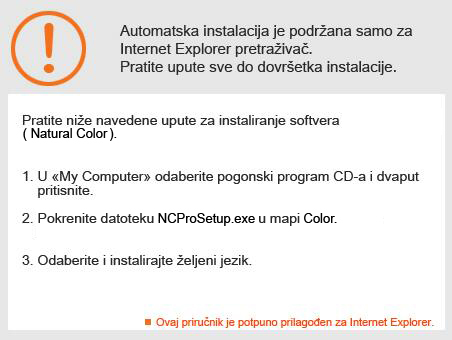 Automatska instalacija je podržana samo za
Internet Explorer pretraživač.
Pratite upute sve do dovršetka instalacije.
Pratite niže navedene upute za instaliranje softvera
( Natural Color ).
1. U «My Computer» odaberite pogonski program CD-a i dvaput
pritisnite.
2. Pokrenite datoteku NCProSetup.exe u mapi Color.
3. Odaberite i instalirajte željeni jezik.
Ovaj priručnik je potpuno prilagođen za Internet Explorer.